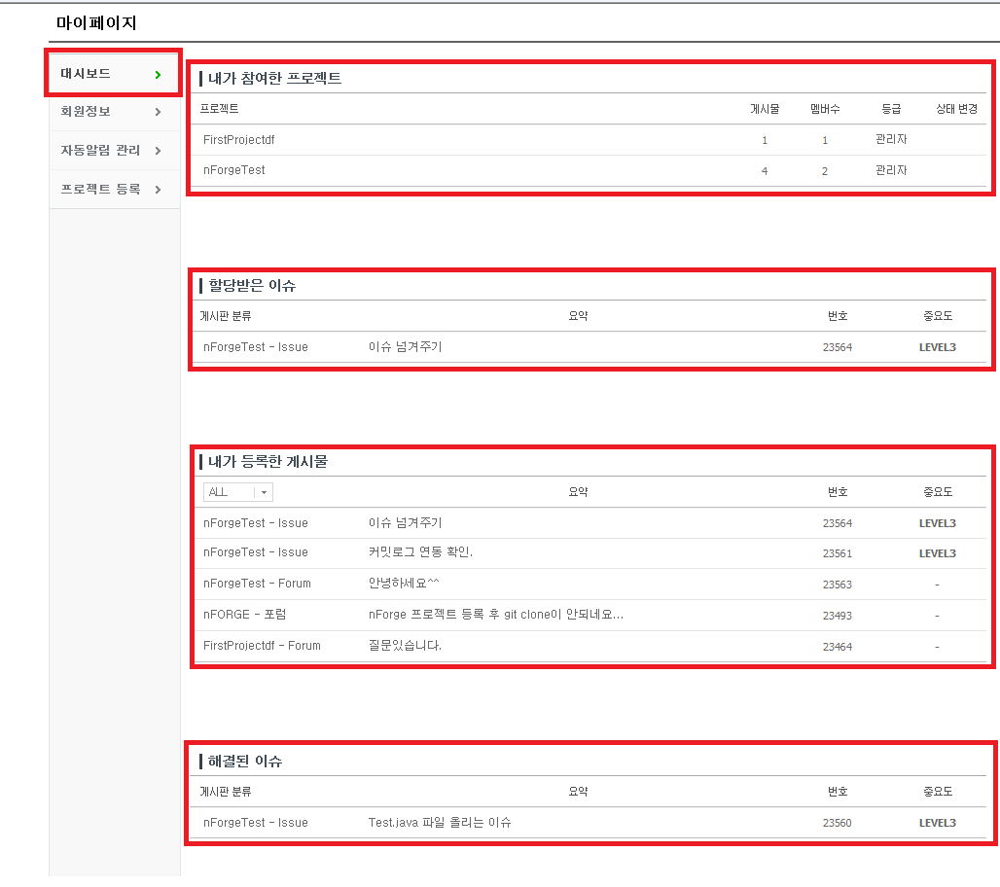 마이페이지
대시보드
회원정보
자동알림 관리
프로젝트 등록
내가 참여한 프로젝트
프로젝트 게시물 멤버수 등급 상태 변경
FirstProjectdf 1 1 관리자
nForgeTest 4 2 관리자
할당받은 이슈
게시판 분류 요약 번호 중요도
nForgeTest - Issue 이슈 넘겨주기 23564 LEVEL3
내가 등록한 게시물
ALL 요약 번호 중요도
nForgeTest - Issue 이슈 넘겨주기 23564 LEVEL3
nForgeTest - Issue 커밋로그 연동 확인. 23561 LEVEL3
nForgeTest - Forum 안녕하세요^^ 23563 -
nFORGE - 포럼 nForge 프로젝트 등록 후 git clone이 안되네요... 23493 -
FirstProjectdf - Forum 질문있습니다. 23464 -
해결된 이슈
게시판 분류 요약 번호 중요도
nForgeTest - Issue Test.java 파일 올리는 이슈 23560 LEVEL3